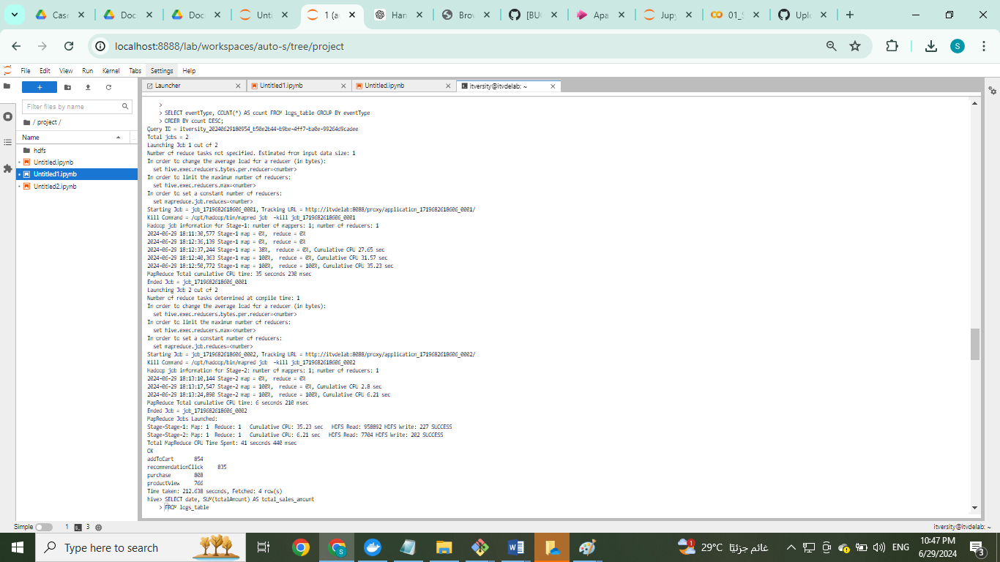 Case
Doc
Doc
Unti
1 (a
Han
Brov
[BU
Apa
Jupy
01_S
Uplo
localhost:8888/lab/workspaces/auto-s/tree/project
S
File Edit View Run Kernel Tabs Settings Help
Launcher
Untitled1.ipynb
Untitled.ipynb
itversity@itvdelab: ~
Filter files by name
/ project /
Name
hdfs
Untitled.ipynb
Untitled1.ipynb
Untitled2.ipynb
>
> SELECT eventType, COUNT(*) AS count FROM logs_table GROUP BY eventType
> ORDER BY count DESC;
Query ID = itversity_20240629180954_b50e2b44-b9be-4ff7-ba0e-99264d9cadee
Total jobs = 2
Launching Job 1 out of 2
Number of reduce tasks not specified. Estimated from input data size: 1
In order to change the average load for a reducer (in bytes):
set hive.exec.reducers.bytes.per.reducer=<number>
In order to limit the maximum number of reducers:
set hive.exec.reducers.max=<number>
In order to set a constant number of reducers:
set mapreduce.job.reduces=<number>
Starting Job = job_1719682618606_0001, Tracking URL = http://itvdelab:8088/proxy/application_1719682618606_0001/
Kill Command = /opt/hadoop/bin/mapred job  -kill job_1719682618606_0001
Hadoop job information for Stage-1: number of mappers: 1; number of reducers: 1
2024-06-29 18:11:30,577 Stage-1 map = 0%,  reduce = 0%
2024-06-29 18:12:36,139 Stage-1 map = 0%,  reduce = 0%
2024-06-29 18:12:37,244 Stage-1 map = 38%,  reduce = 0%, Cumulative CPU 27.65 sec
2024-06-29 18:12:40,363 Stage-1 map = 100%,  reduce = 0%, Cumulative CPU 31.57 sec
2024-06-29 18:12:50,772 Stage-1 map = 100%,  reduce = 100%, Cumulative CPU 35.23 sec
MapReduce Total cumulative CPU time: 35 seconds 230 msec
Ended Job = job_1719682618606_0001
Launching Job 2 out of 2
Number of reduce tasks determined at compile time: 1
In order to change the average load for a reducer (in bytes):
set hive.exec.reducers.bytes.per.reducer=<number>
In order to limit the maximum number of reducers:
set hive.exec.reducers.max=<number>
In order to set a constant number of reducers:
set mapreduce.job.reduces=<number>
Starting Job = job_1719682618606_0002, Tracking URL = http://itvdelab:8088/proxy/application_1719682618606_0002/
Kill Command = /opt/hadoop/bin/mapred job  -kill job_1719682618606_0002
Hadoop job information for Stage-2: number of mappers: 1; number of reducers: 1
2024-06-29 18:13:10,144 Stage-2 map = 0%,  reduce = 0%
2024-06-29 18:13:17,547 Stage-2 map = 100%,  reduce = 0%, Cumulative CPU 2.8 sec
2024-06-29 18:13:24,890 Stage-2 map = 100%,  reduce = 100%, Cumulative CPU 6.21 sec
MapReduce Total cumulative CPU time: 6 seconds 210 msec
Ended Job = job_1719682618606_0002
MapReduce Jobs Launched:
Stage-Stage-1: Map: 1  Reduce: 1   Cumulative CPU: 35.23 sec   HDFS Read: 958092 HDFS Write: 227 SUCCESS
Stage-Stage-2: Map: 1  Reduce: 1   Cumulative CPU: 6.21 sec   HDFS Read: 7704 HDFS Write: 202 SUCCESS
Total MapReduce CPU Time Spent: 41 seconds 440 msec
OK
addToCart 854
recommendationClick 835
purchase 808
productView 766
Time taken: 212.638 seconds, Fetched: 4 row(s)
hive> SELECT date, SUM(totalAmount) AS total_sales_amount
> FROM logs_table
Simple 1 3
itversity@itvdelab: ~
Type here to search
29°C غائم جزئيًا
ENG
10:47 PM
6/29/2024
3